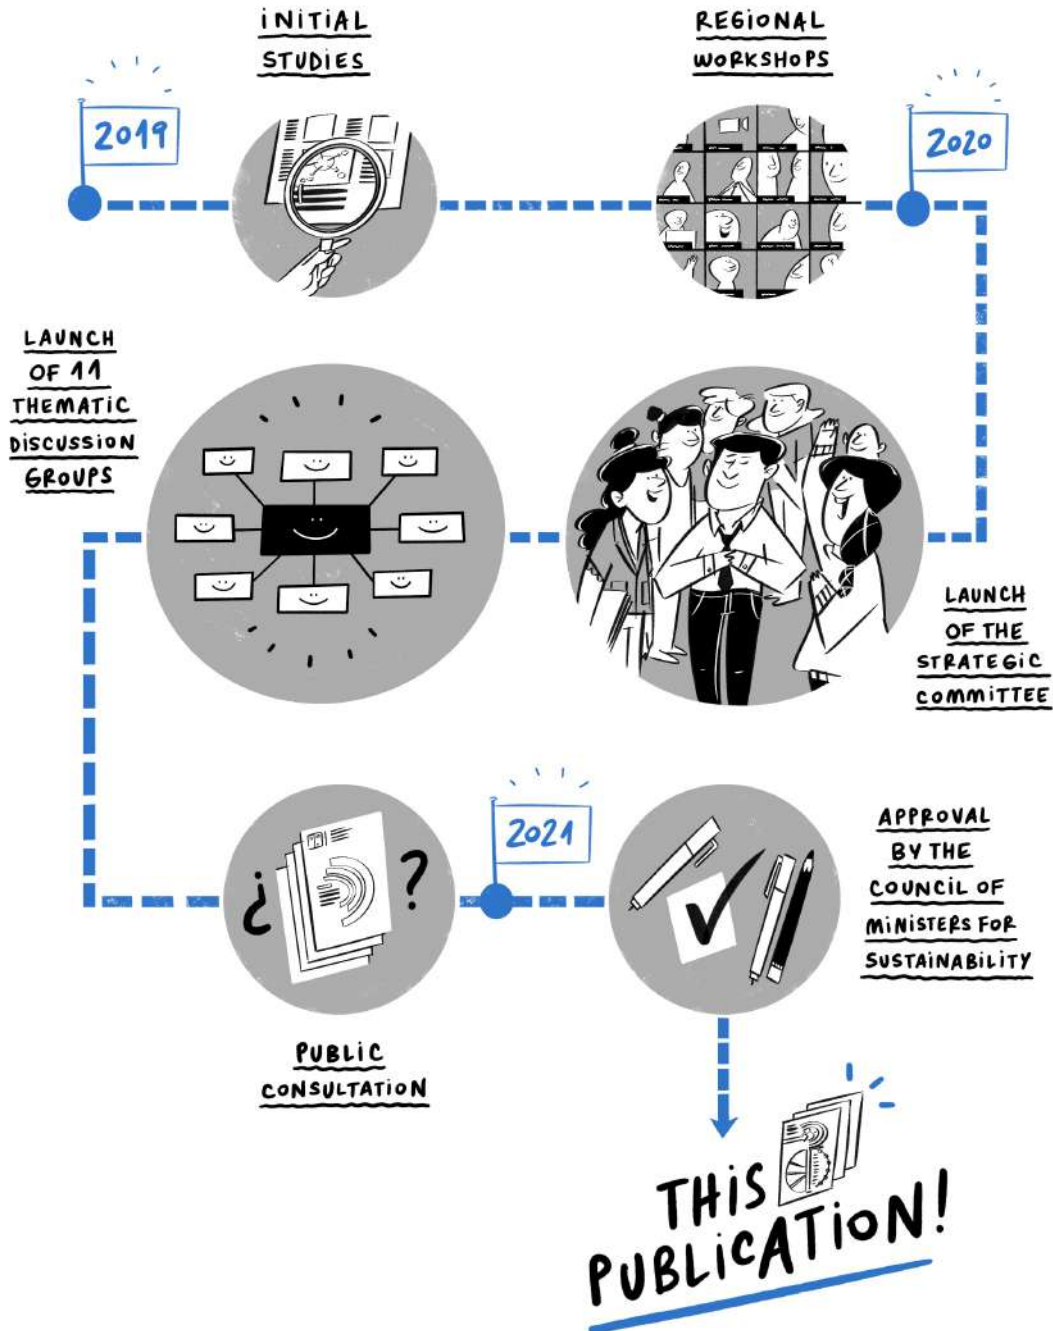 INITIAL
STUDIES
REGIONAL
WORKSHOPS
2019
2020
LAUNCH
OF THE
STRATEGIC
COMMITTEE
LAUNCH
OF 11
THEMATIC
DISCUSSION
GROUPS
¿ ?
PUBLIC
CONSULTATION
2021
APPROVAL
BY THE
COUNCIL OF
MINISTERS FOR
SUSTAINABILITY
THIS
PUBLICATION!